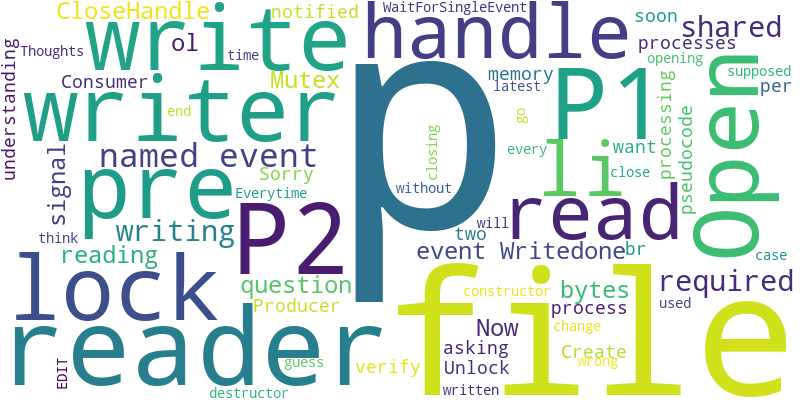 CloseHandle notified WaitForSingleEvent soon shared
Thoughts write ol time handle processes opening
understanding Consumer Mutex p memory latest P1 supposed per
writer closing go processing pseudocode Open
signal named event Sorry without every want li close
think pre Everytime read
writing P2 two will
reading event Writedone br case
lock question constructor bytes required used
Producer process
reader Now change file
asking Create
EDIT guess verify Unlock wrong
destructor end written